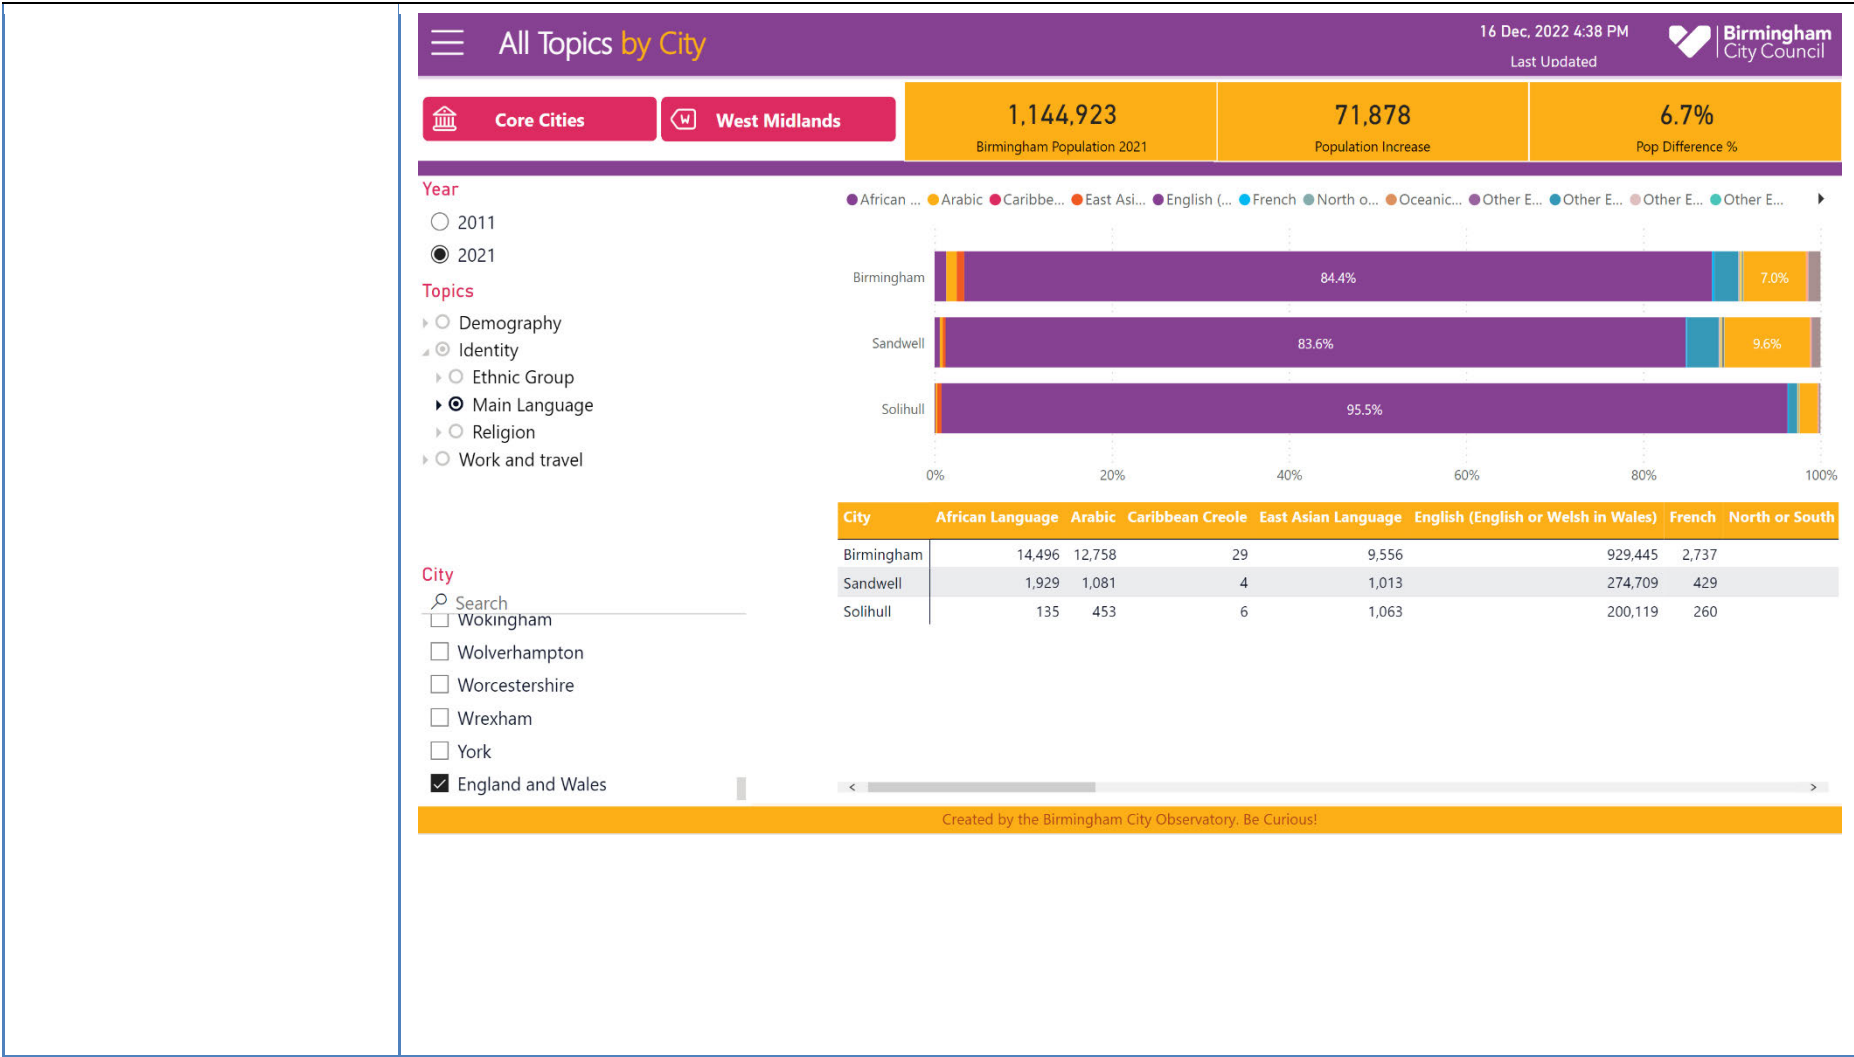 All Topics by City
16 Dec, 2022 4:38 PM
Last Updated
Birmingham
City Council
Core Cities
West Midlands
1,144,923
Birmingham Population 2021
71,878
Population Increase
6.7%
Pop Difference %
Year
2011
2021
Topics
Demography
Identity
Ethnic Group
Main Language
Religion
Work and travel
City
Search
Wokingham
Wolverhampton
Worcestershire
Wrexham
York
England and Wales
African ... Arabic Caribbe... East Asi... English (... French North o... Oceanic... Other E... Other E... Other E... Other E...
Birmingham 84.4% 7.0%
Sandwell 83.6% 9.6%
Solihull 95.5%
0% 20% 40% 60% 80% 100%
City African Language Arabic Caribbean Creole East Asian Language English (English or Welsh in Wales) French North or South
Birmingham 14,496 12,758 29 9,556 929,445 2,737
Sandwell 1,929 1,081 4 1,013 274,709 429
Solihull 135 453 6 1,063 200,119 260
Created by the Birmingham City Observatory. Be Curious!